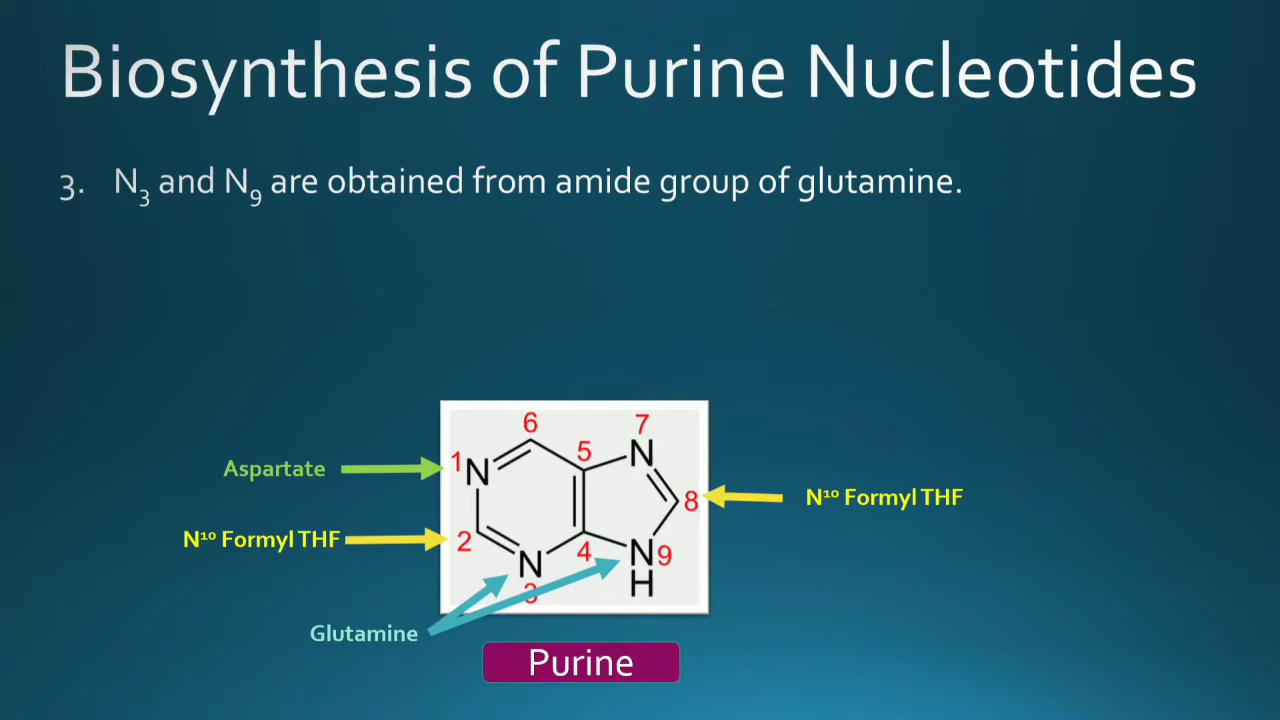 Biosynthesis of Purine Nucleotides
3. N₃ and N₉ are obtained from amide group of glutamine.
6
7
5
1
N
N
Aspartate
8
N¹⁰ Formyl THF
N¹⁰ Formyl THF
2
4
N
9
N
H
3
Glutamine
Purine